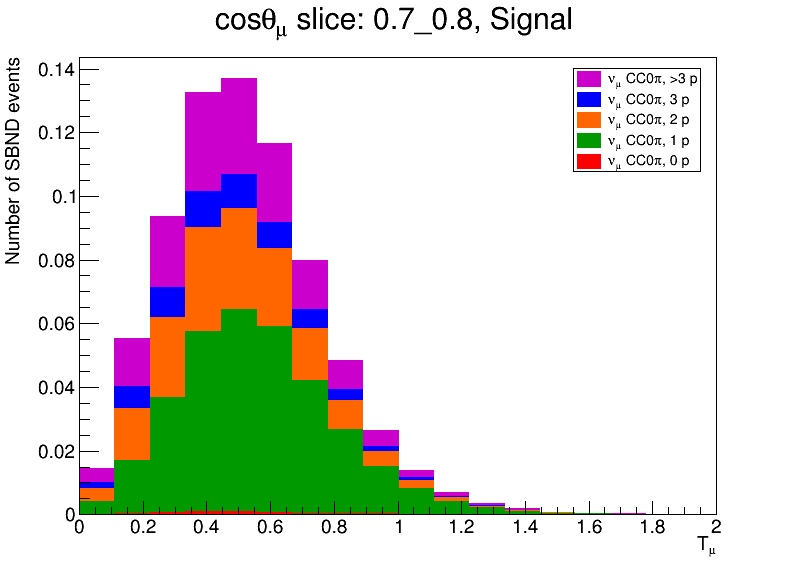 cosθμ slice: 0.7_0.8, Signal
Number of SBND events
0.14
0.12
0.1
0.08
0.06
0.04
0.02
0
νμ CC0π, >3 p
νμ CC0π, 3 p
νμ CC0π, 2 p
νμ CC0π, 1 p
νμ CC0π, 0 p
0 0.2 0.4 0.6 0.8 1 1.2 1.4 1.6 1.8 2
Tμ